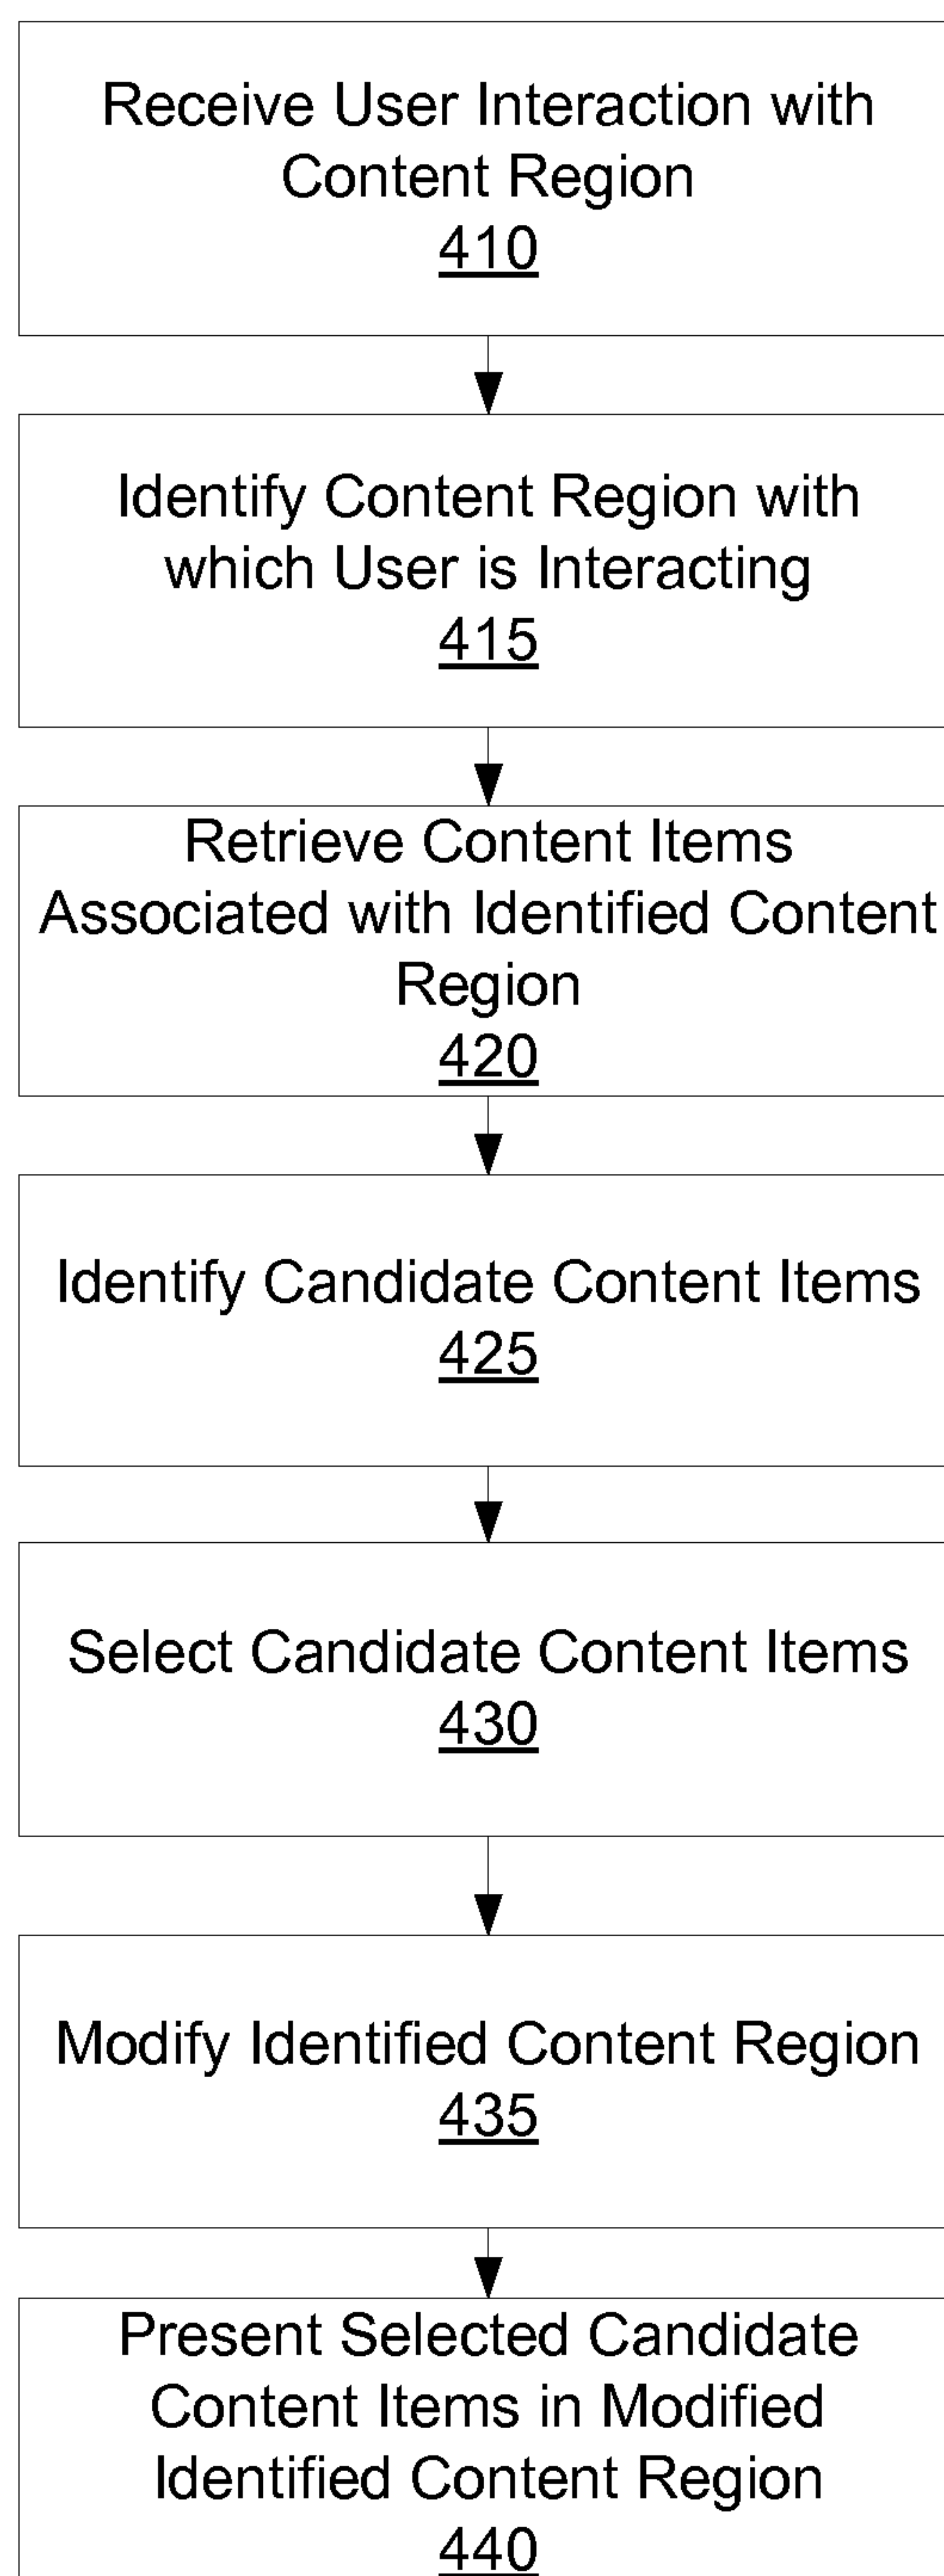 Receive User Interaction with
Content Region
410
Identify Content Region with
which User is Interacting
415
Retrieve Content Items
Associated with Identified Content
Region
420
Identify Candidate Content Items
425
Select Candidate Content Items
430
Modify Identified Content Region
435
Present Selected Candidate
Content Items in Modified
Identified Content Region
440